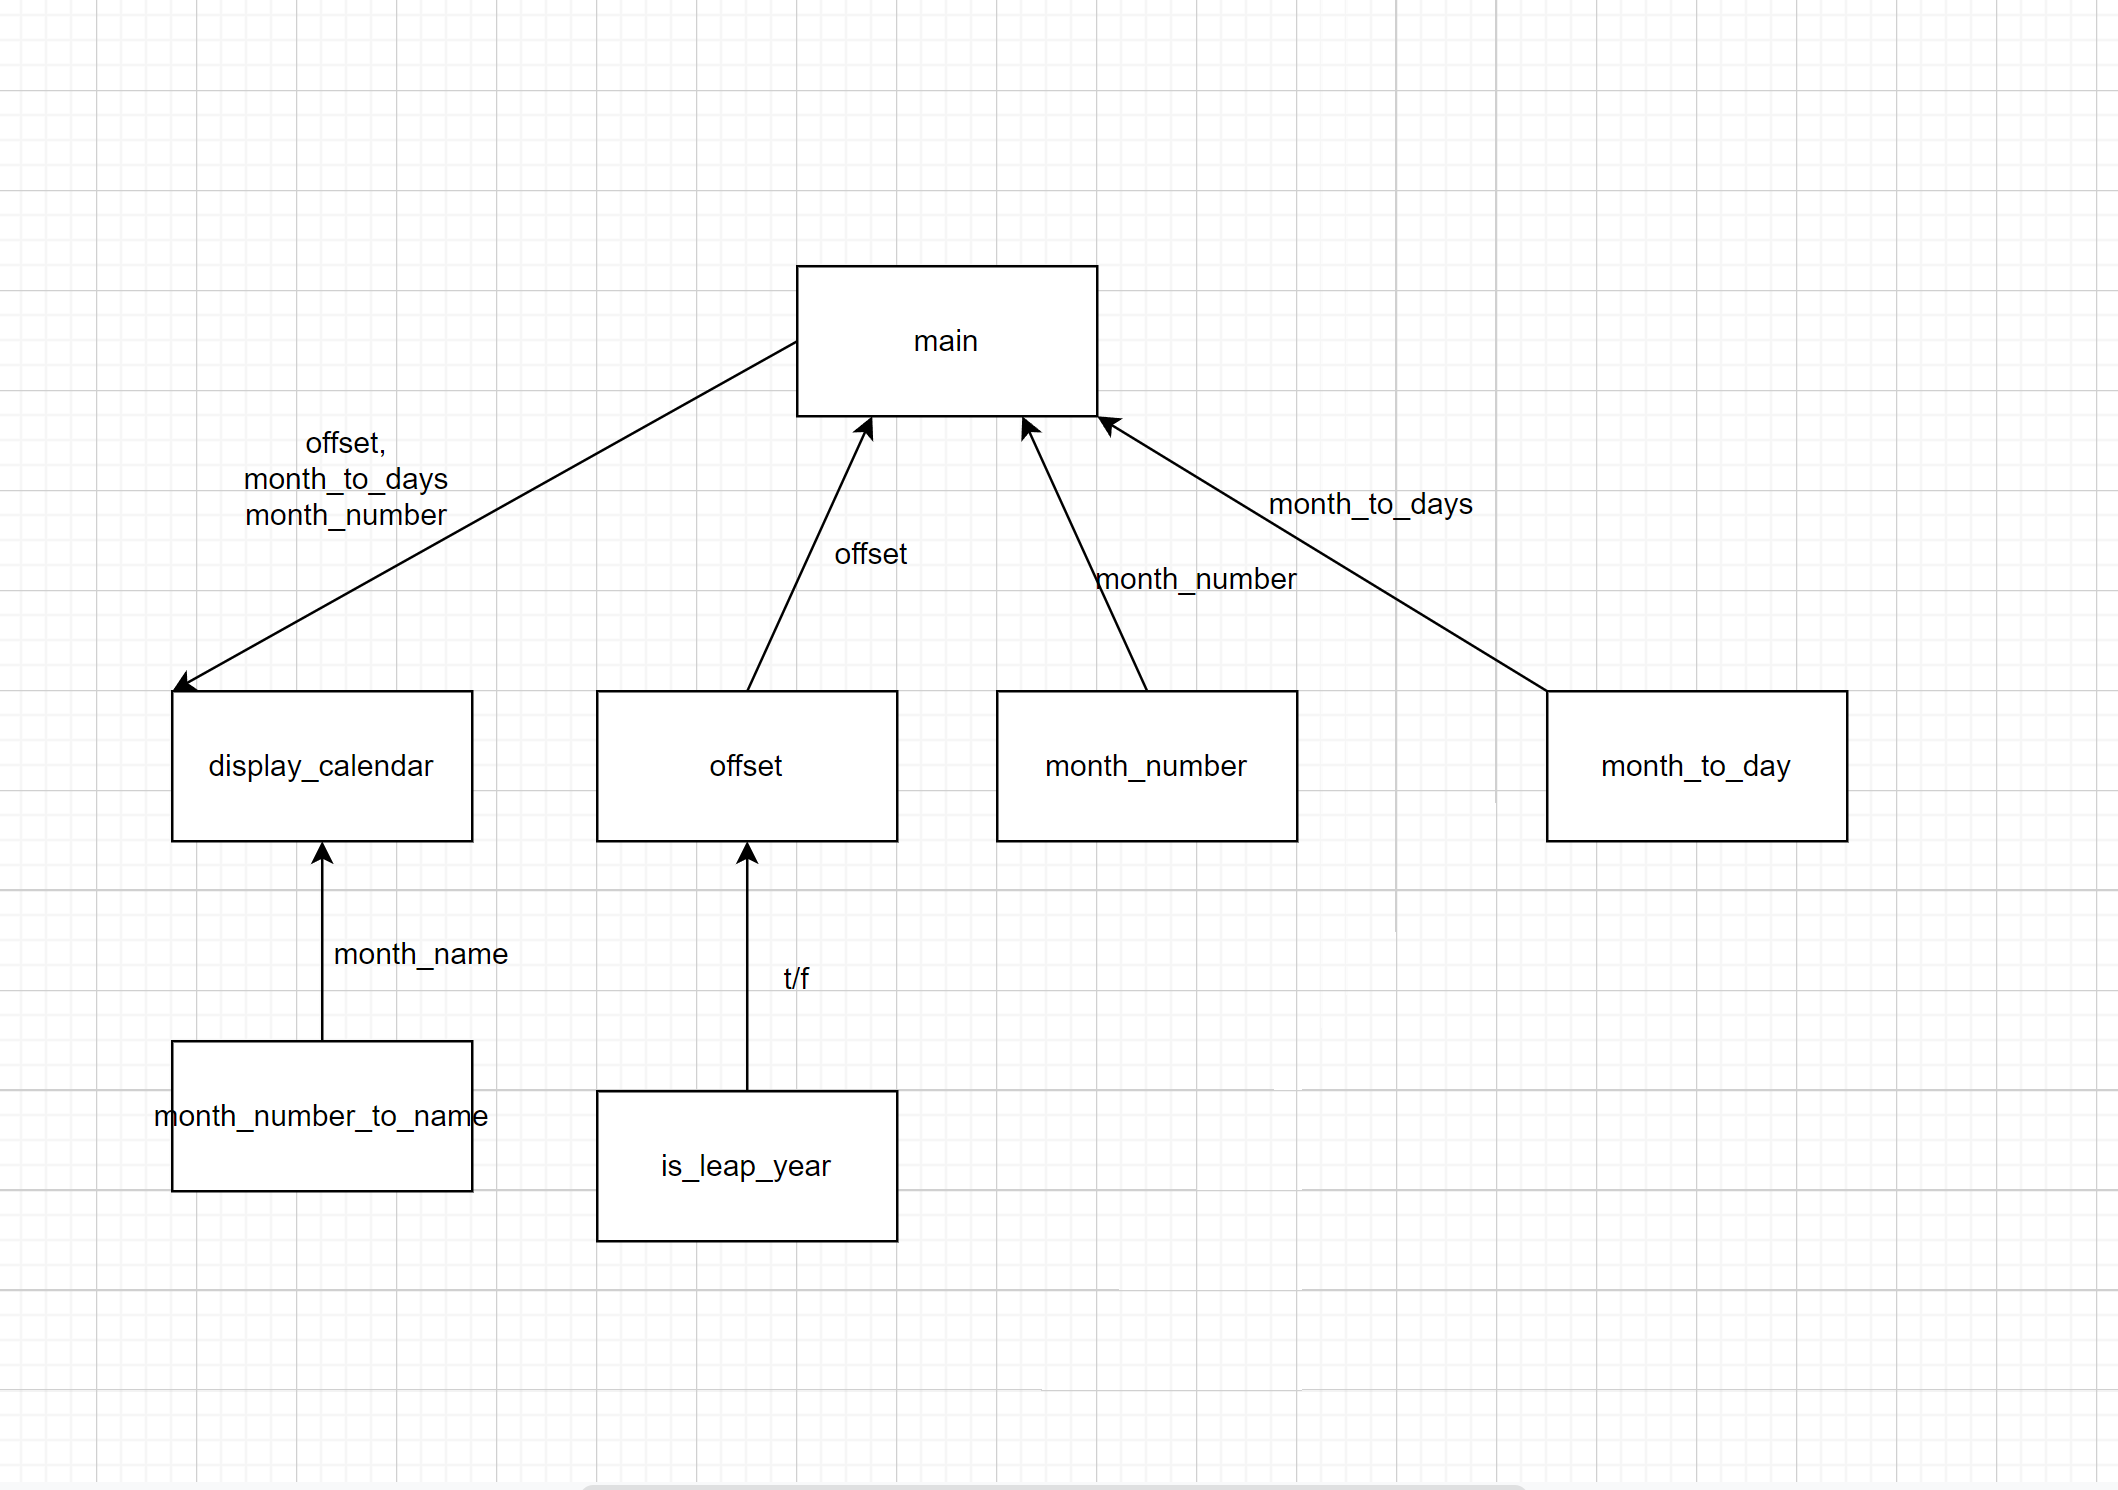 main
offset,
month_to_days
month_number
month_to_days
offset
month_number
display_calendar
offset
month_number
month_to_day
month_name
t/f
month_number_to_name
is_leap_year